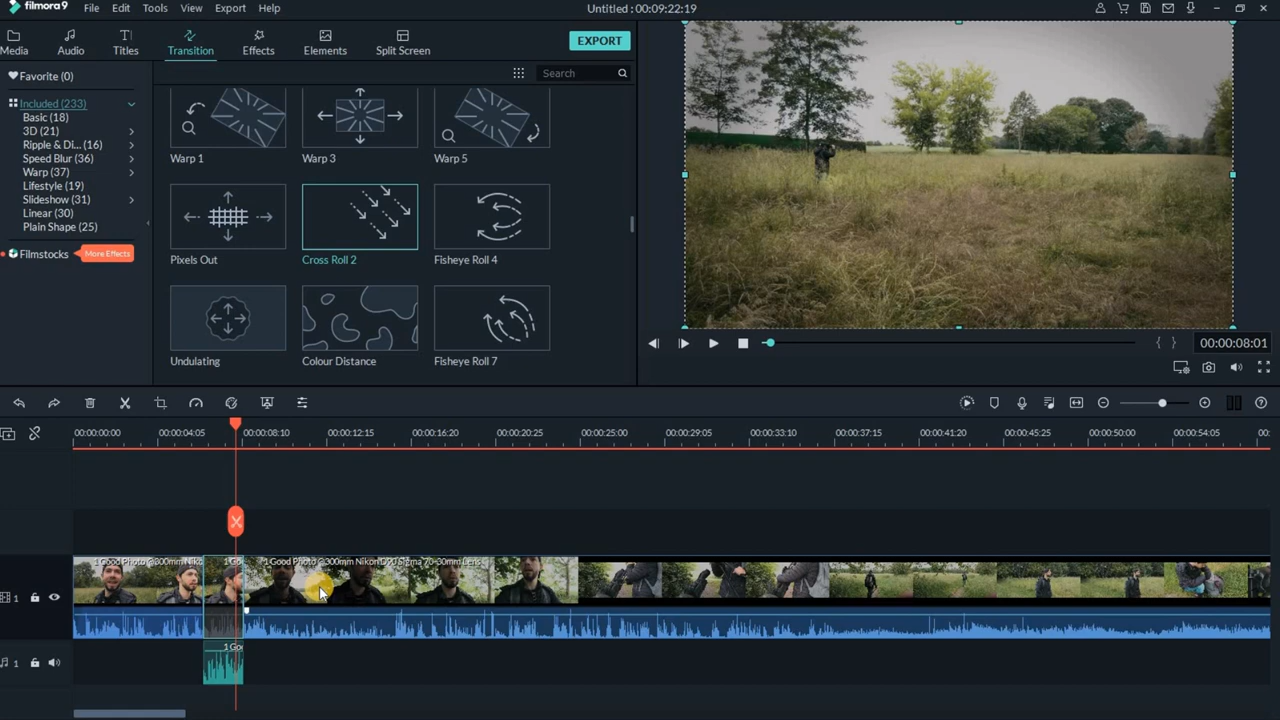 filmora9 File Edit Tools View Export Help Untitled : 00:09:22:19
Media Audio Titles Transition Effects Elements Split Screen EXPORT
Favorite (0)
Search
Included (233)
Basic (18)
3D (21)
Ripple & Di... (16)
Speed Blur (36)
Warp (37)
Lifestyle (19)
Slideshow (31)
Linear (30)
Plain Shape (25)
Filmstocks More Effects
Warp 1 Warp 3 Warp 5
Pixels Out Cross Roll 2 Fisheye Roll 4
Undulating Colour Distance Fisheye Roll 7
00:00:08:01
00:00:00:00 00:00:04:05 00:00:08:10 00:00:12:15 00:00:16:20 00:00:20:25 00:00:25:00 00:00:29:05 00:00:33:10 00:00:37:15 00:00:41:20 00:00:45:25 00:00:50:00 00:00:54:05 00:
1 Good Photo @300mm Niko 1 Go 1 Good Photo @300mm Nikon D90 Sigma 70-30mm Lens
1
1 Go
1